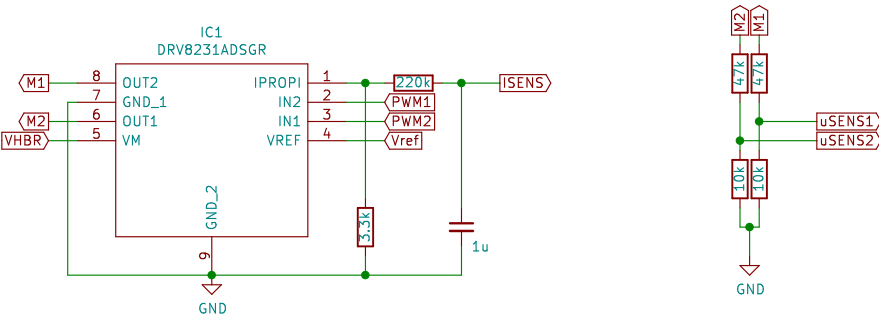 IC1
DRV8231ADSGR
M1 8 OUT2 IPROPI 1 220k ISENS
7 GND_1 IN2 2 PWM1
M2 6 OUT1 IN1 3 PWM2
VHBR 5 VM VREF 4 Vref
GND_2
9
3.3k
1u
GND
M2 M1
47k 47k
uSENS1
uSENS2
10k 10k
GND